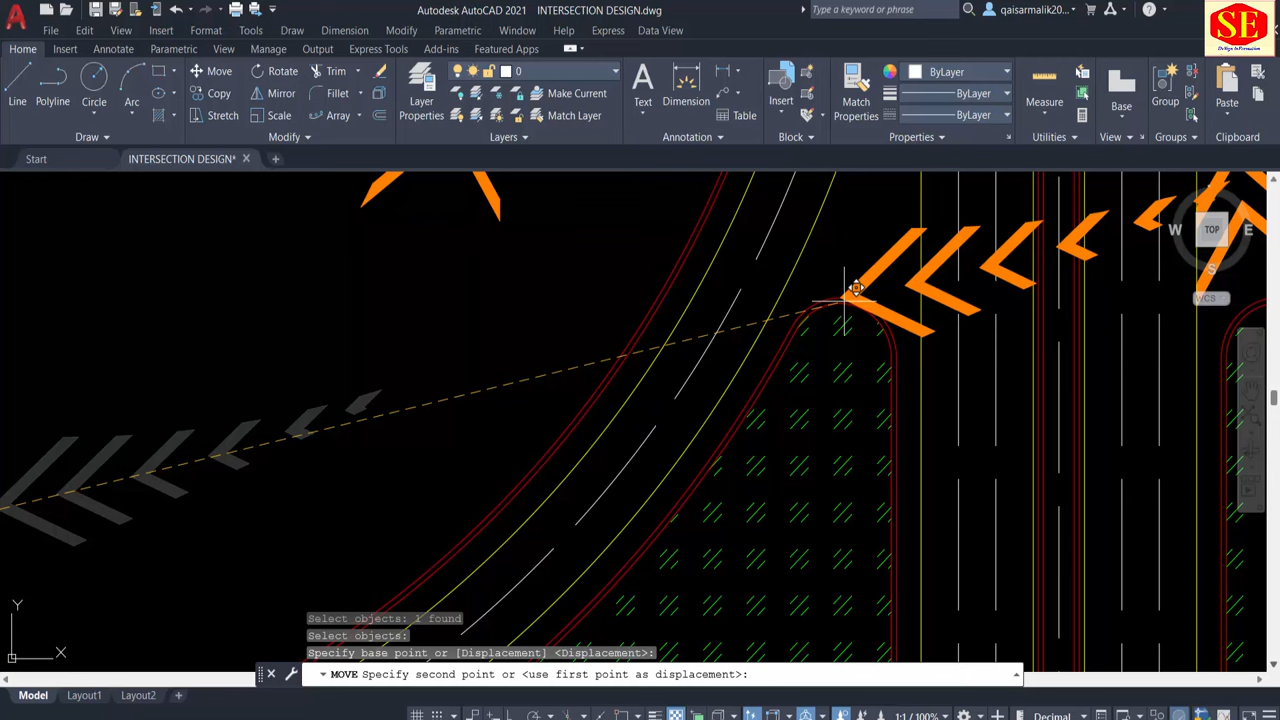 Autodesk AutoCAD 2021 INTERSECTION DESIGN.dwg
Type a keyword or phrase
qaisarmalik20...
SE
DeSign InFormation
File Edit View Insert Format Tools Draw Dimension Modify Parametric Window Help Express Data View
Home Insert Annotate Parametric View Manage Output Express Tools Add-ins Featured Apps
Line Polyline Circle Arc
Move Rotate Trim
Copy Mirror Fillet
Stretch Scale Array
Layer Properties
0
Make Current
Match Layer
Text Dimension Table
Insert
Match Properties
ByLayer
ByLayer
ByLayer
Measure
Base
Group
Paste
Draw Modify Layers Annotation Block Properties Utilities View Groups Clipboard
Start INTERSECTION DESIGN*
W TOP E
S
WCS
Y
X
Select objects: 1 found
Select objects:
Specify base point or [Displacement] <Displacement>:
MOVE Specify second point or <use first point as displacement>:
Model Layout1 Layout2
1:1 / 100% Decimal